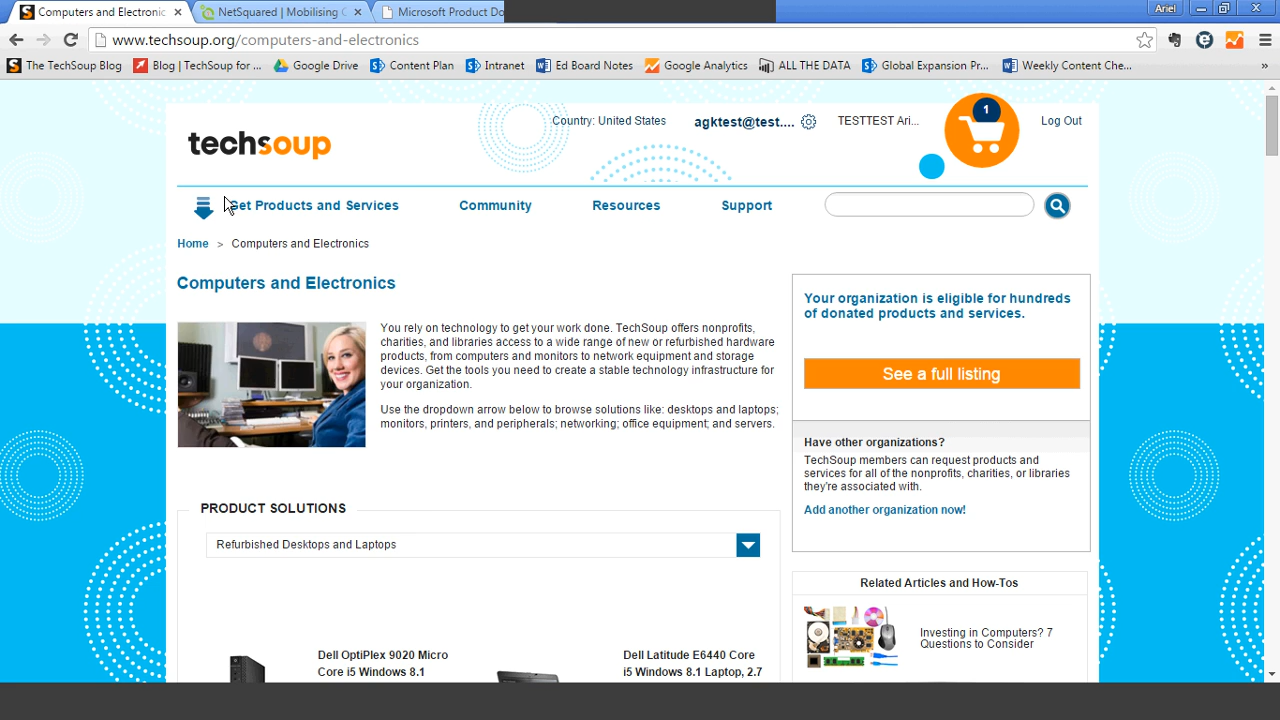 Computers and Electronic
NetSquared | Mobilising C
Microsoft Product Do
Ariel
www.techsoup.org/computers-and-electronics
The TechSoup Blog
Blog | TechSoup for ...
Google Drive
Content Plan
Intranet
Ed Board Notes
Google Analytics
ALL THE DATA
Global Expansion Pr...
Weekly Content Che...
»
techsoup
Country: United States
agktest@test....
TESTTEST Ari...
1
Log Out
Get Products and Services
Community
Resources
Support
Home > Computers and Electronics
Computers and Electronics
You rely on technology to get your work done. TechSoup offers nonprofits,
charities, and libraries access to a wide range of new or refurbished hardware
products, from computers and monitors to network equipment and storage
devices. Get the tools you need to create a stable technology infrastructure for
your organization.
Use the dropdown arrow below to browse solutions like: desktops and laptops;
monitors, printers, and peripherals; networking; office equipment; and servers.
PRODUCT SOLUTIONS
Refurbished Desktops and Laptops
Dell OptiPlex 9020 Micro
Core i5 Windows 8.1
Dell Latitude E6440 Core
i5 Windows 8.1 Laptop, 2.7
Your organization is eligible for hundreds
of donated products and services.
See a full listing
Have other organizations?
TechSoup members can request products and
services for all of the nonprofits, charities, or libraries
they're associated with.
Add another organization now!
Related Articles and How-Tos
Investing in Computers? 7
Questions to Consider